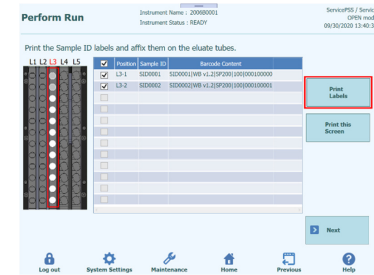 Perform Run
Instrument Name : 2006B0001
Instrument Status : READY
ServicePSS / Servic
OPEN mod
09/30/2020 13:40:3
Print the Sample ID labels and affix them on the eluate tubes.
L1 L2 L3 L4 L5
Position Sample ID Barcode Content
L3-1 SID0001 SID0001|WB v1.2|SP200|100|000100000
L3-2 SID0002 SID0002|WB v1.2|SP200|100|000100001
Print
Labels
Print this
Screen
Next
Log out System Settings Maintenance Home Previous Help